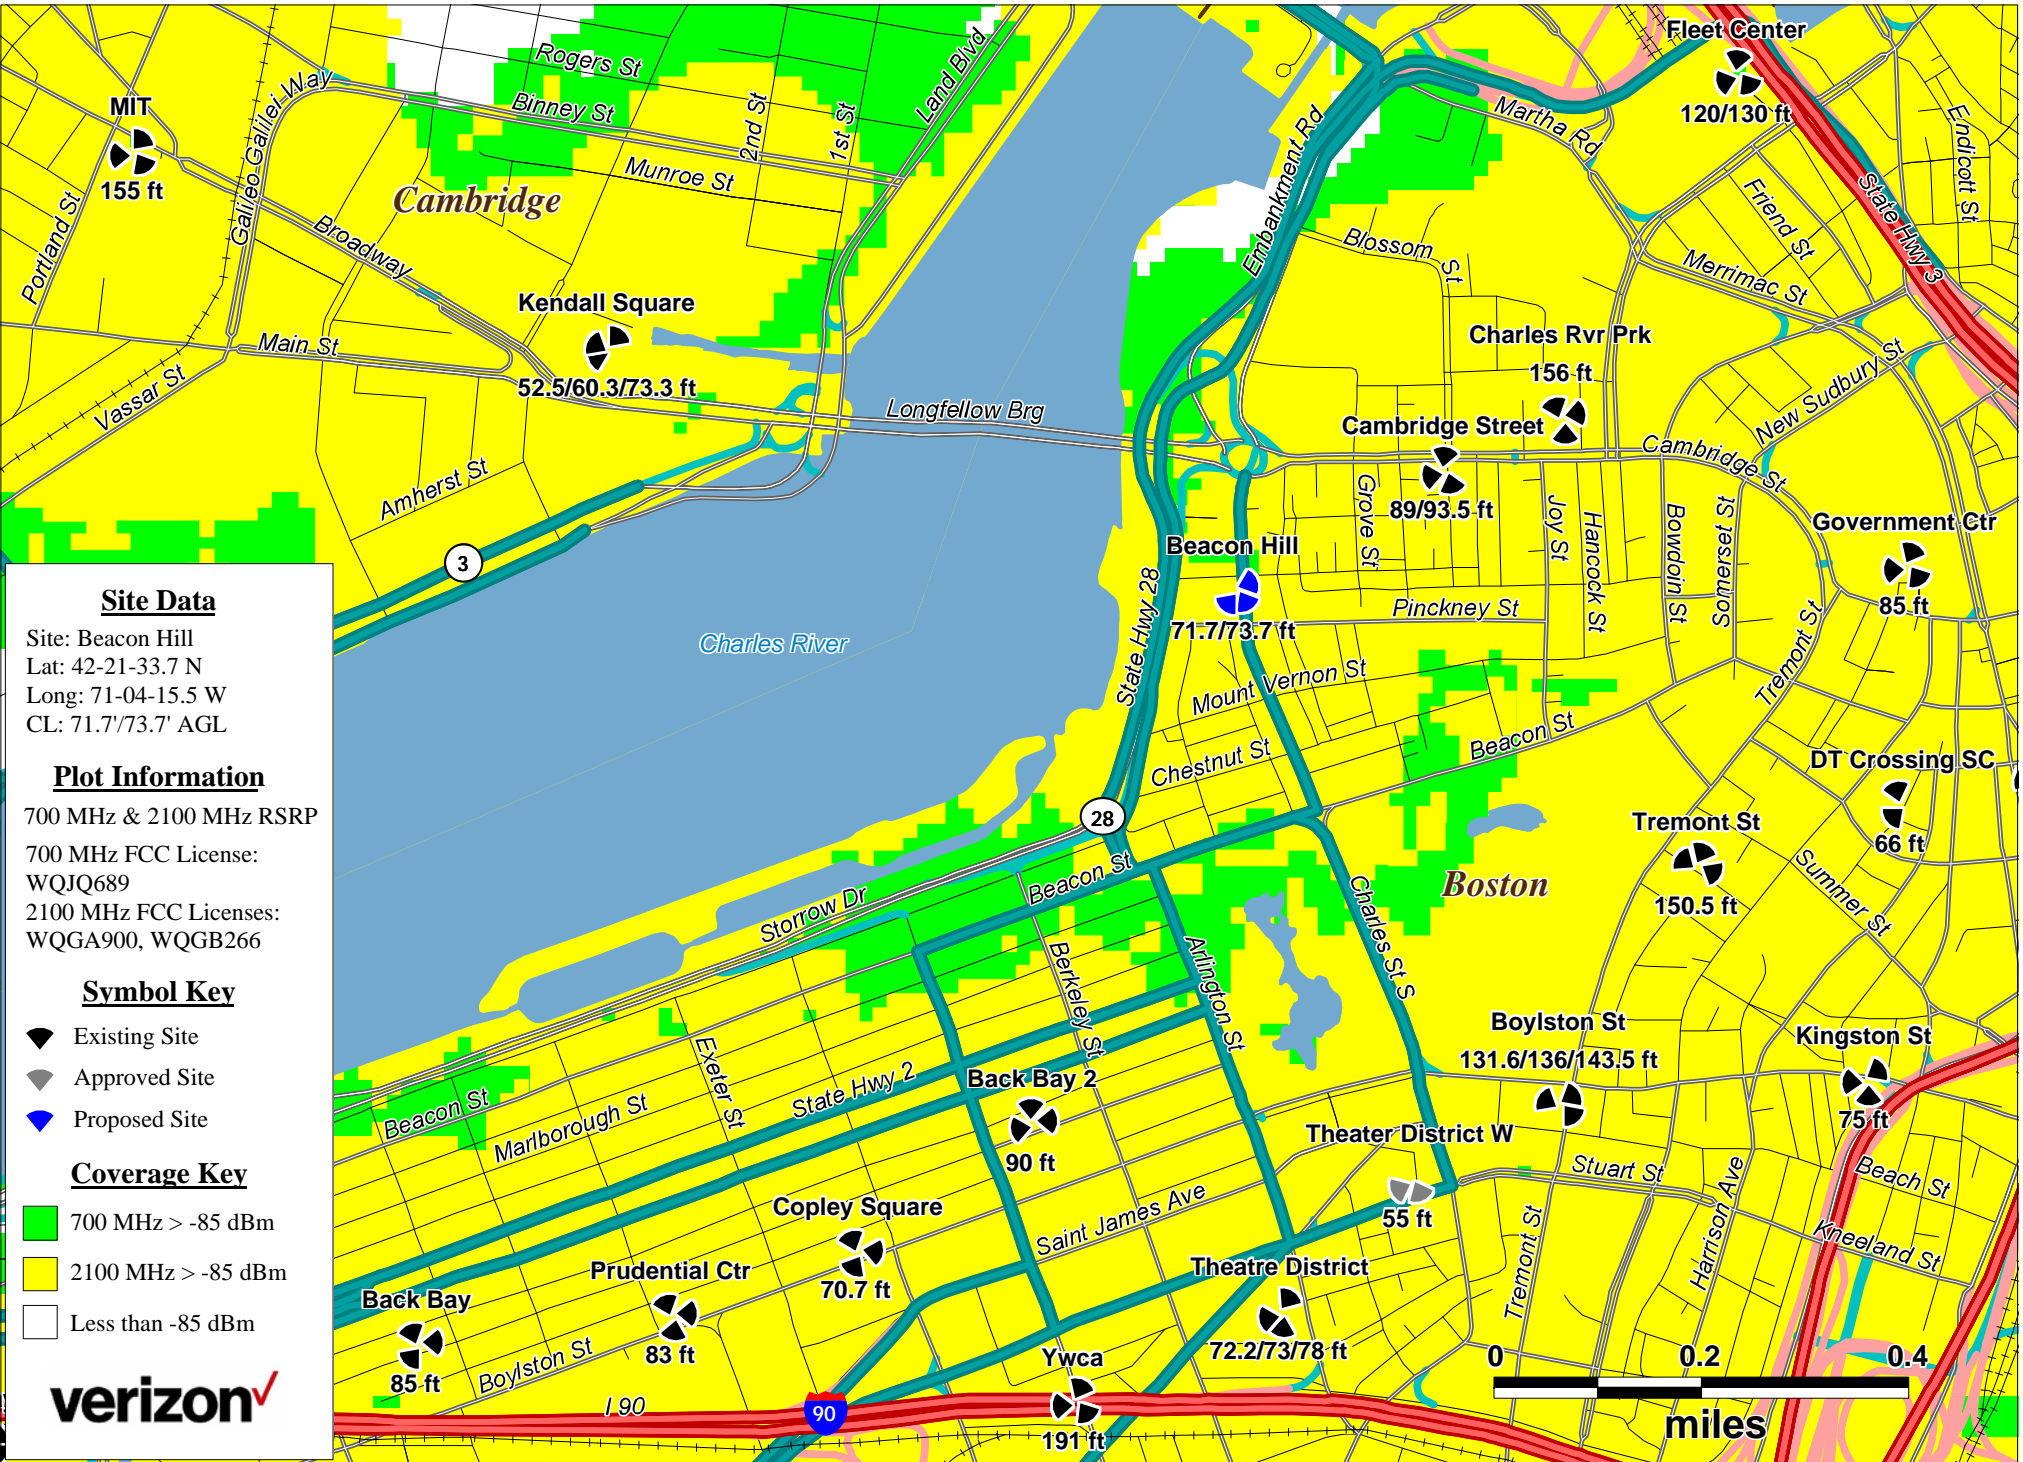 Fleet Center
120/130 ft
Rogers St
Binney St
Munroe St
2nd St
1st St
Land Blvd
MIT
155 ft
Galileo Galilei Way
Portland St
Cambridge
Broadway
Embankment Rd
Martha Rd
Endicott St
Friend St
State Hwy 3
Blossom St
Merrimac St
Kendall Square
52.5/60.3/73.3 ft
Main St
Vassar St
Longfellow Brg
Charles Rvr Prk
156 ft
New Sudbury St
Cambridge Street
89/93.5 ft
Cambridge St
Amherst St
Grove St
Joy St
Hancock St
Bowdoin St
Somerset St
Government Ctr
85 ft
3
Beacon Hill
71.7/73.7 ft
Pinckney St
State Hwy 28
Charles River
Mount Vernon St
Tremont St
Chestnut St
Beacon St
DT Crossing SC
66 ft
28
Tremont St
150.5 ft
Summer St
Boston
Beacon St
Storrow Dr
Charles St S
Berkeley St
Arlington St
Boylston St
131.6/136/143.5 ft
Kingston St
75 ft
Exeter St
State Hwy 2
Back Bay 2
90 ft
Beacon St
Marlborough St
Theater District W
55 ft
Stuart St
Beach St
Harrison Ave
Kneeland St
Tremont St
Copley Square
70.7 ft
Saint James Ave
Prudential Ctr
83 ft
Theatre District
72.2/73/78 ft
Back Bay
85 ft
Boylston St
Ywca
191 ft
I 90
90
0 0.2 0.4
miles
Site Data
Site: Beacon Hill
Lat: 42-21-33.7 N
Long: 71-04-15.5 W
CL: 71.7'/73.7' AGL
Plot Information
700 MHz & 2100 MHz RSRP
700 MHz FCC License:
WQJQ689
2100 MHz FCC Licenses:
WQGA900, WQGB266
Symbol Key
Existing Site
Approved Site
Proposed Site
Coverage Key
700 MHz > -85 dBm
2100 MHz > -85 dBm
Less than -85 dBm
verizon